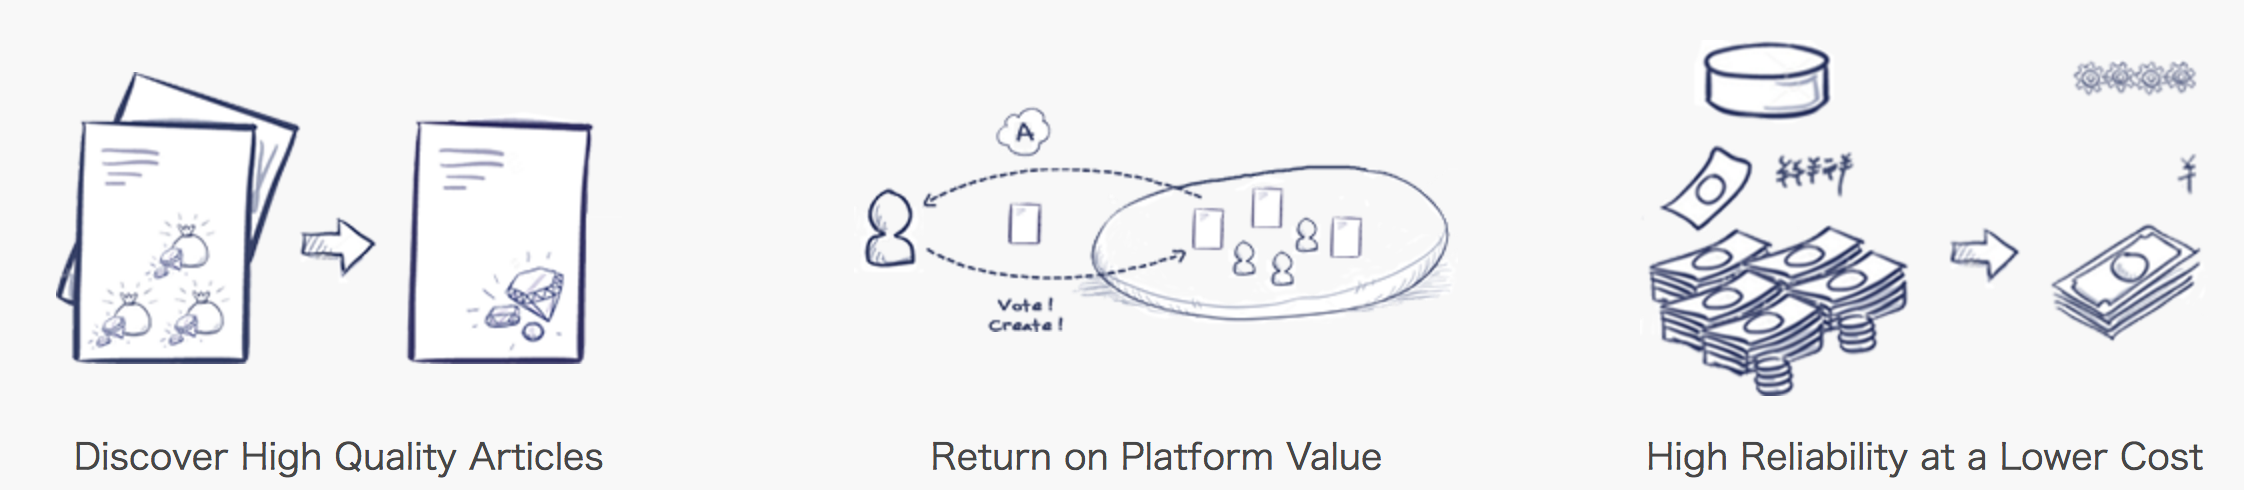 A
Vote!
Create!
¥
Discover High Quality Articles
Return on Platform Value
High Reliability at a Lower Cost